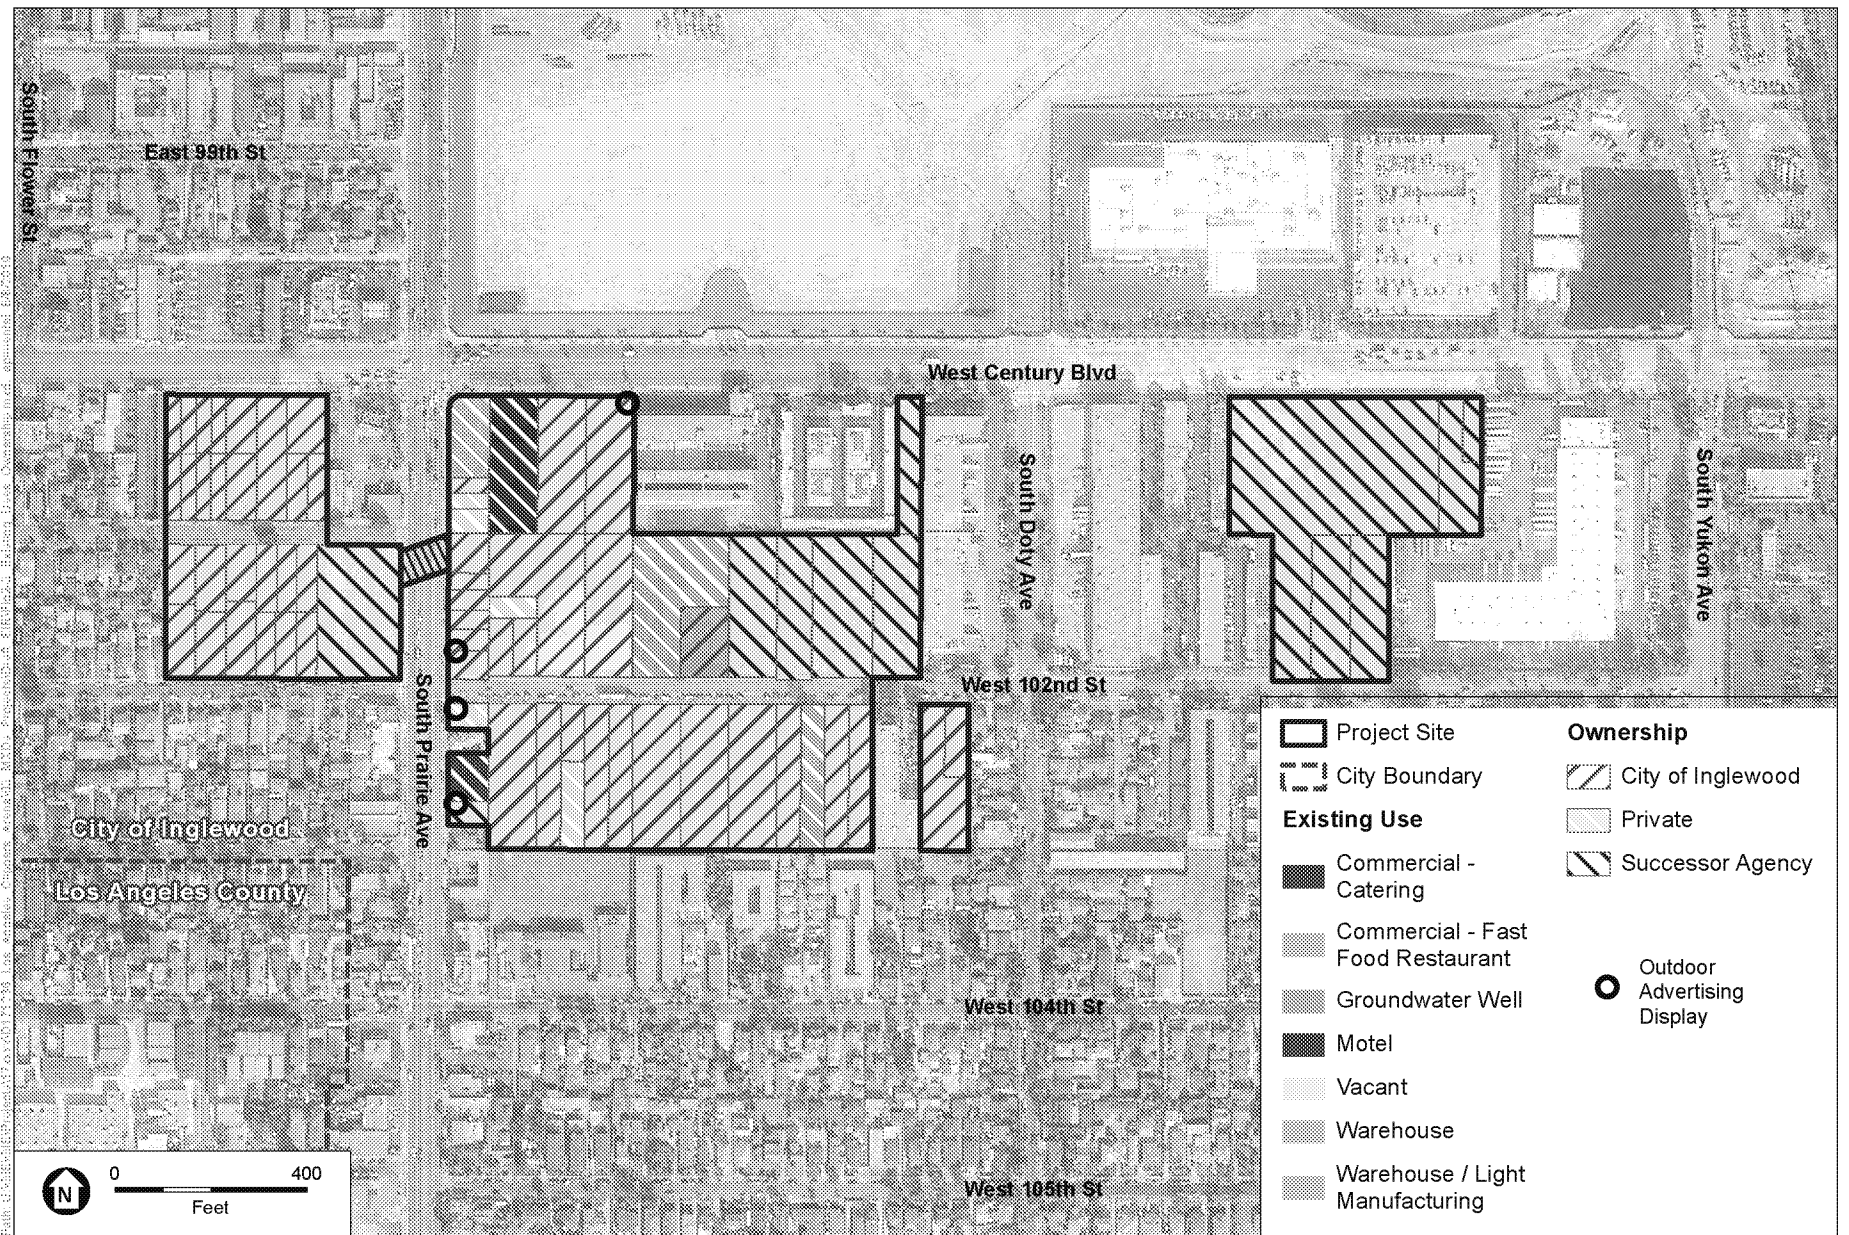 South Flower St
East 99th St
West Century Blvd
South Doty Ave
South Yukon Ave
West 102nd St
South Prairie Ave
City of Inglewood
Los Angeles County
West 104th St
West 105th St
N
0 400
Feet
Project Site
City Boundary
Existing Use
Commercial -
Catering
Commercial - Fast
Food Restaurant
Groundwater Well
Motel
Vacant
Warehouse
Warehouse / Light
Manufacturing
Ownership
City of Inglewood
Private
Successor Agency
Outdoor
Advertising
Display